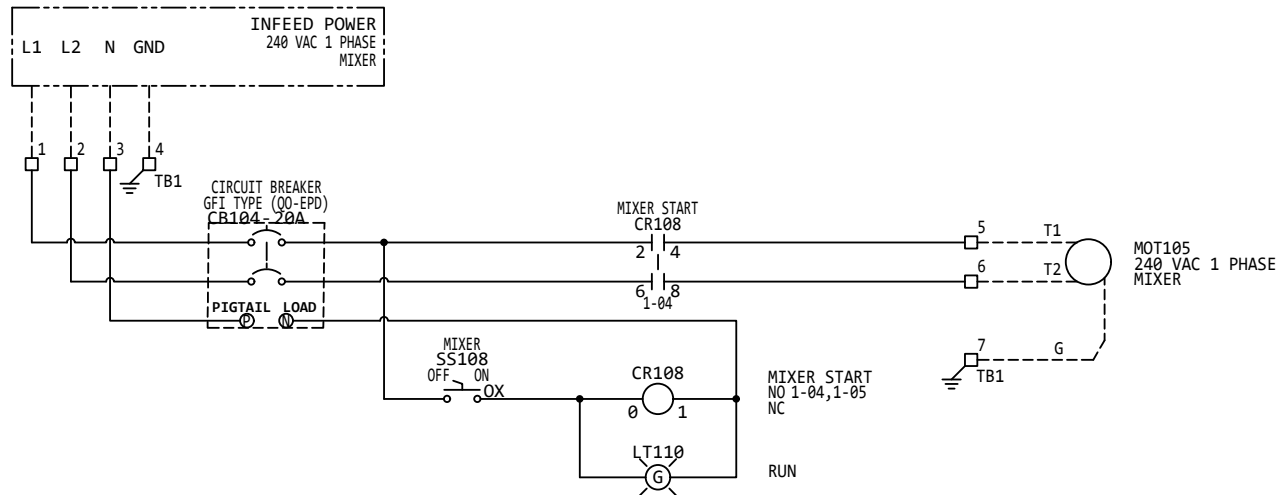 INFEED POWER
240 VAC 1 PHASE
MIXER
L1 L2 N GND
1 2 3 4
TB1
CIRCUIT BREAKER
GFI TYPE (QO-EPD)
CB104-20A
PIGTAIL LOAD
P N
MIXER START
CR108
2 4
6 8
1-04
5 T1
6 T2
MOT105
240 VAC 1 PHASE
MIXER
7 G
TB1
MIXER
SS108
OFF ON
OX
CR108
0 1
MIXER START
NO 1-04,1-05
NC
LT110
G
RUN